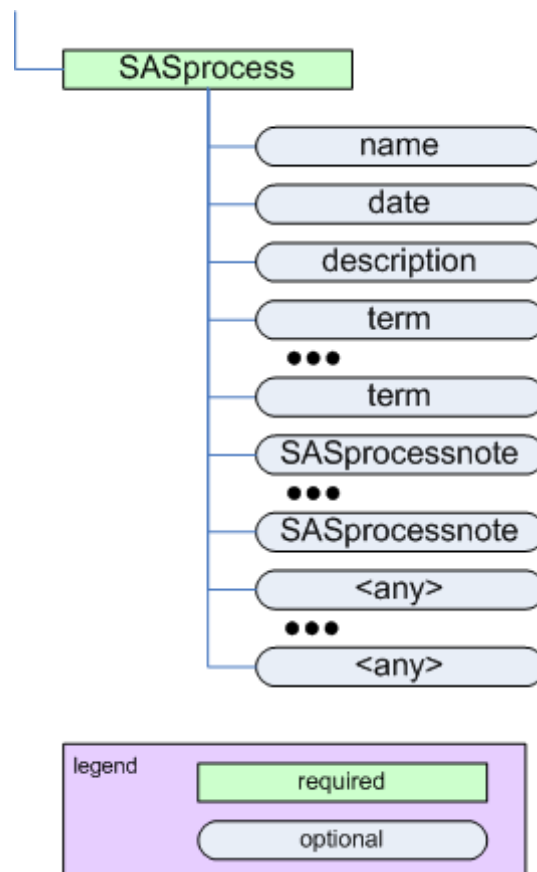 SASprocess
name
date
description
term
●●●
term
SASprocessnote
●●●
SASprocessnote
<any>
●●●
<any>
legend
required
optional